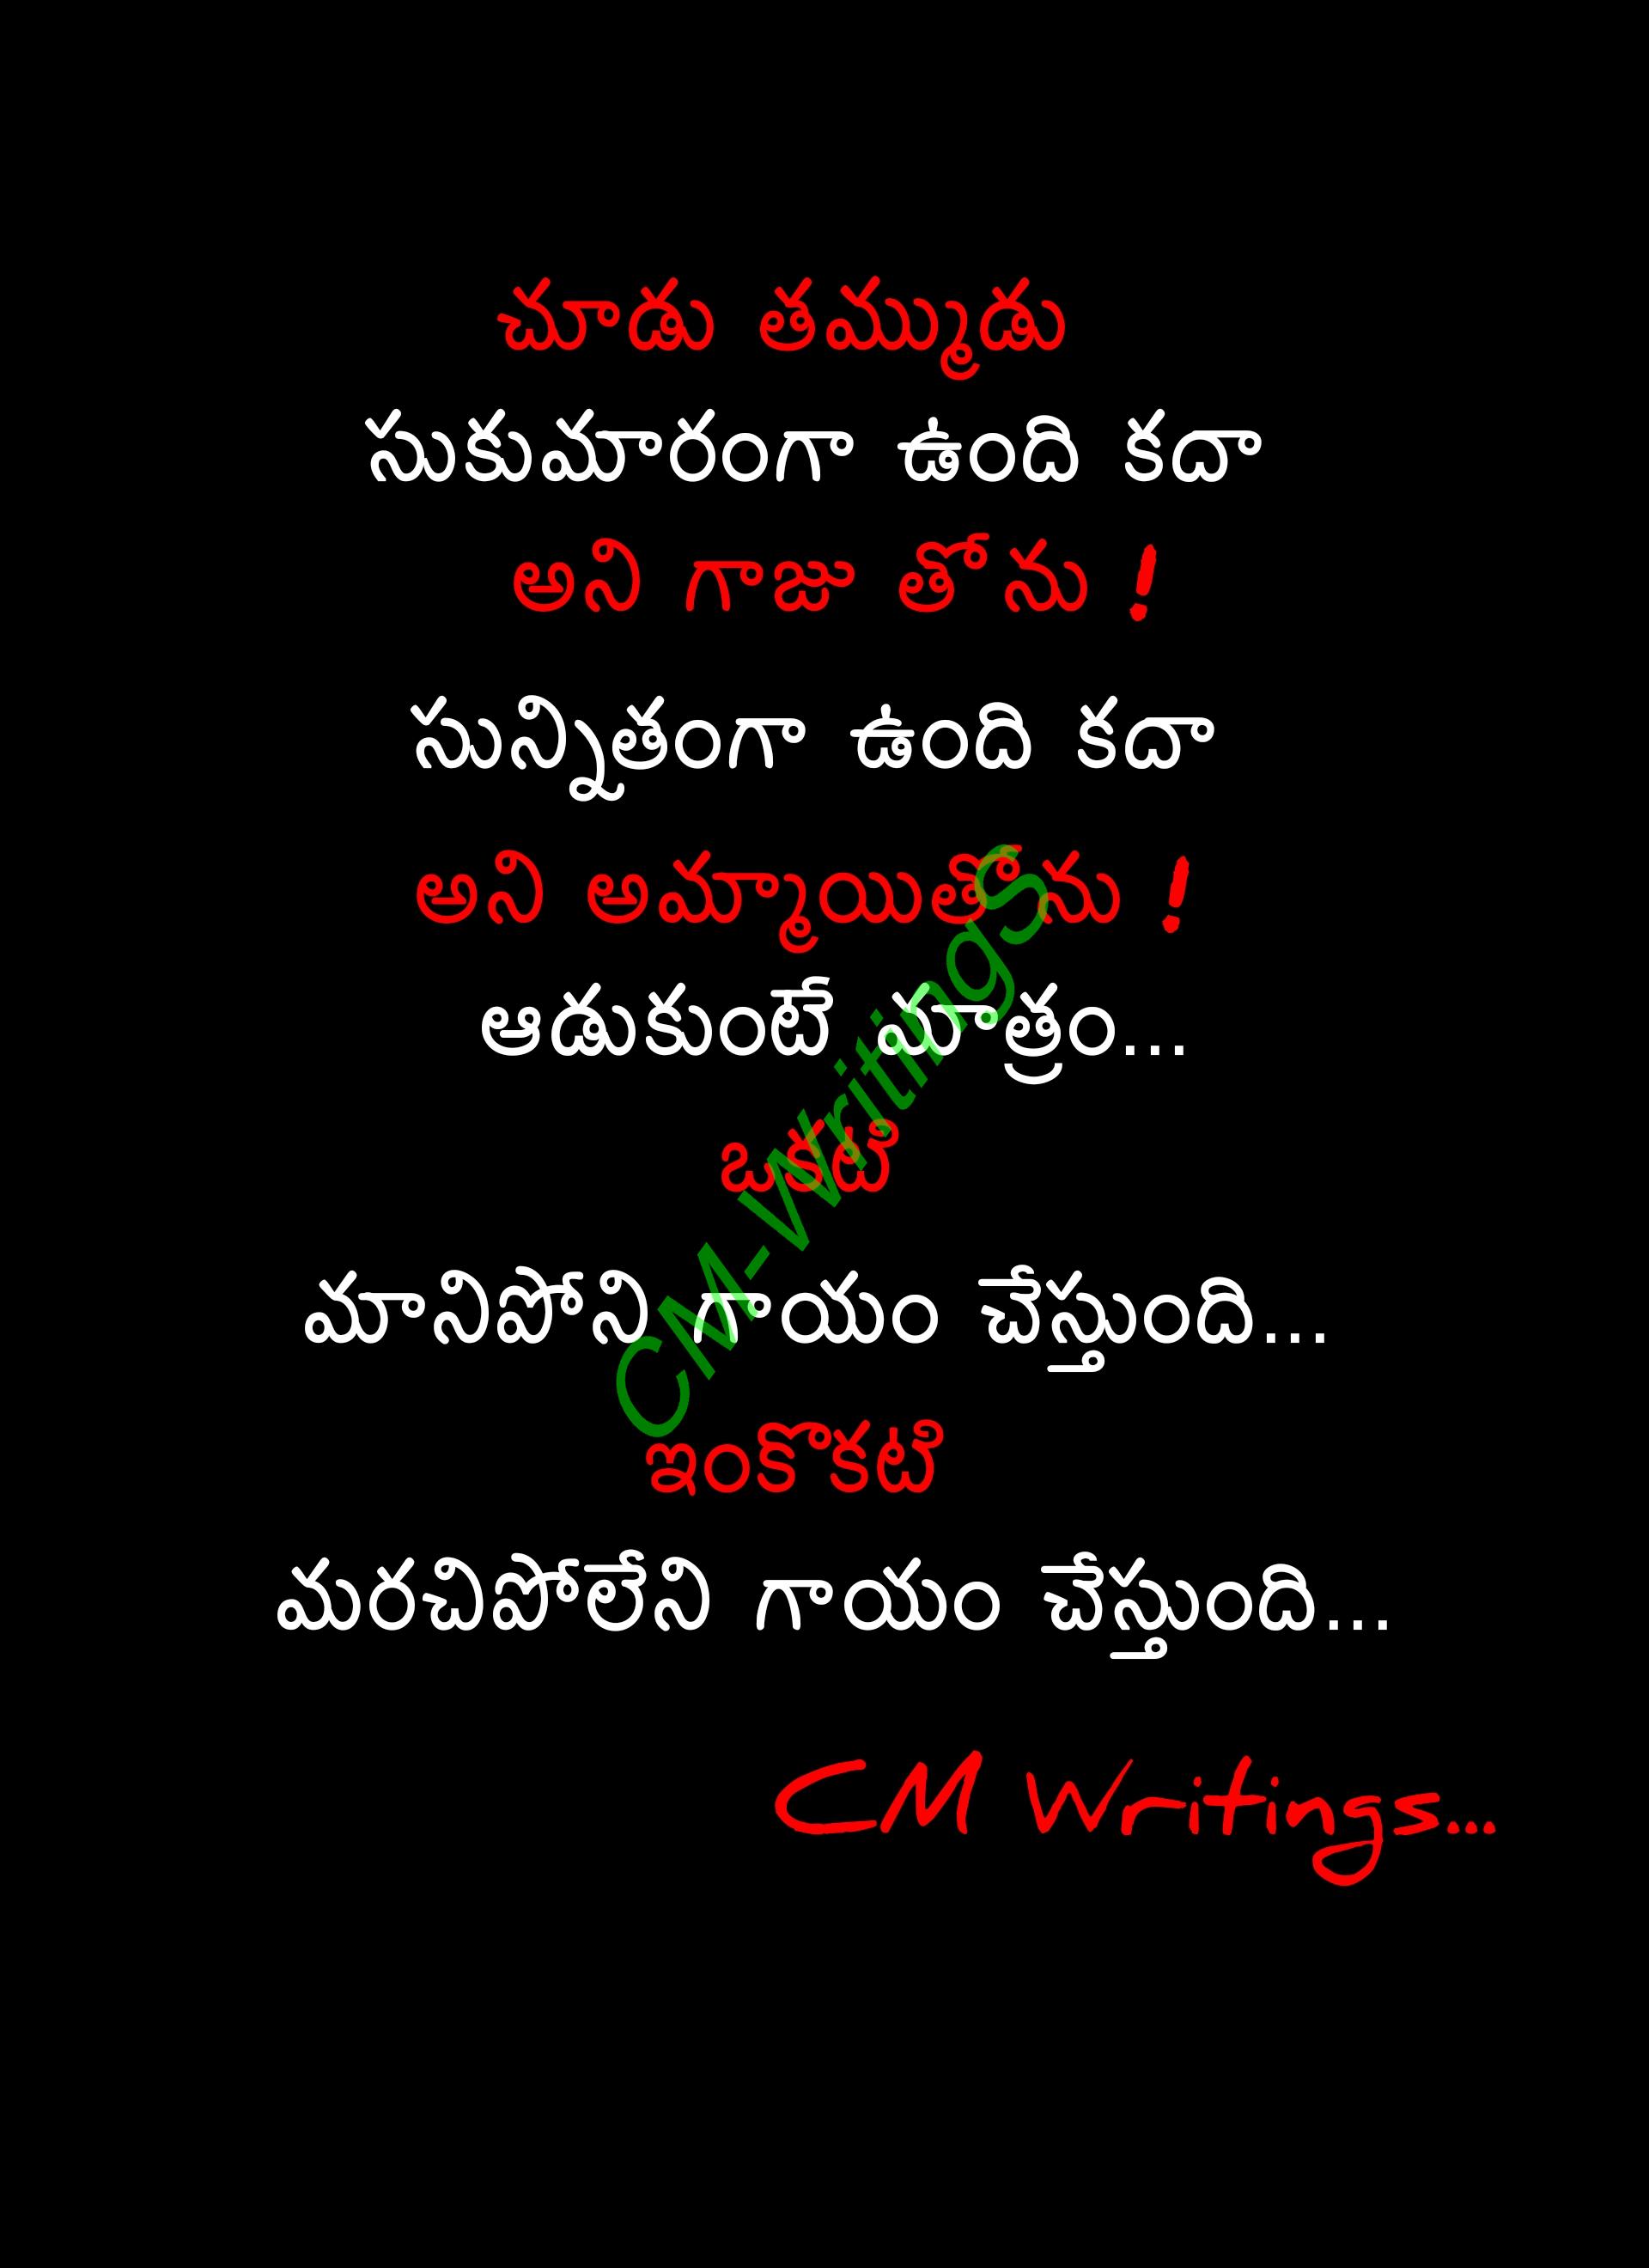 చూడు తమ్ముడు
సుకుమారంగా ఉంది కదా
అని గాజు తోను !
సున్నితంగా ఉంది కదా
అని అమ్మాయితోను !
ఆడుకుంటే మాత్రం...
ఒకటి
మానిపోని గాయం చేస్తుంది...
ఇంకొకటి
మరచిపోలేని గాయం చేస్తుంది...
CM Writings...
CM-Writings